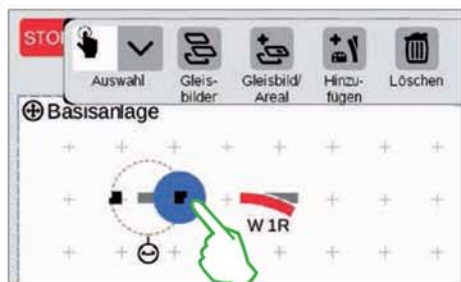 STO
Auswahl
Gleis-
bilder
Gleisbild/
Areal
Hinzu-
fügen
Löschen
Basisanlage
W 1R